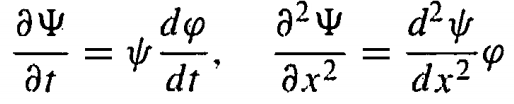 ∂Ψ/∂t = ψ dφ/dt, ∂²Ψ/∂x² = d²ψ/dx² φ